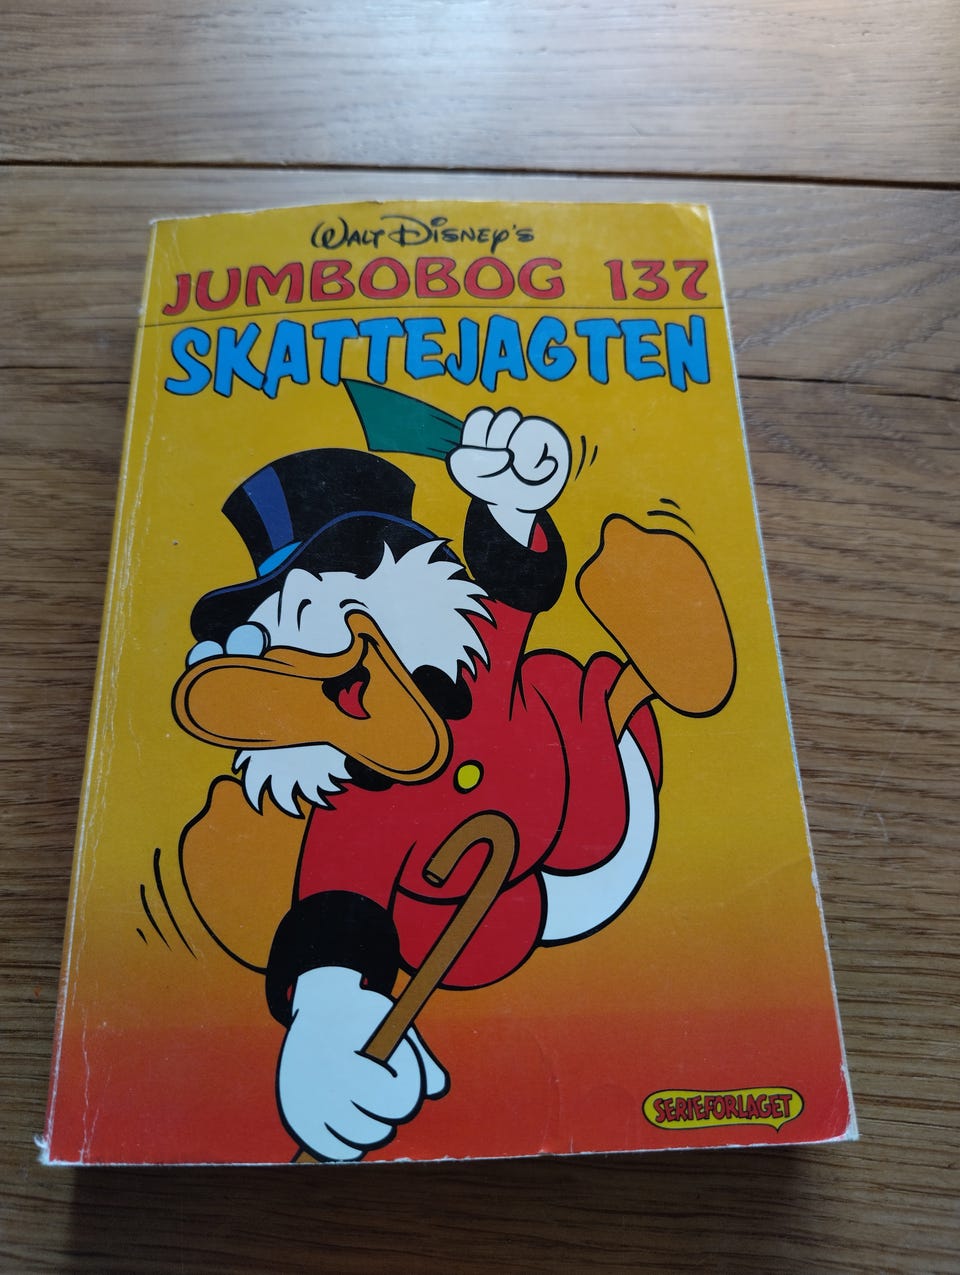 WALT DISNEY'S
JUMBOBOG 137
SKATTEJAGTEN
SERIEFORLAGET